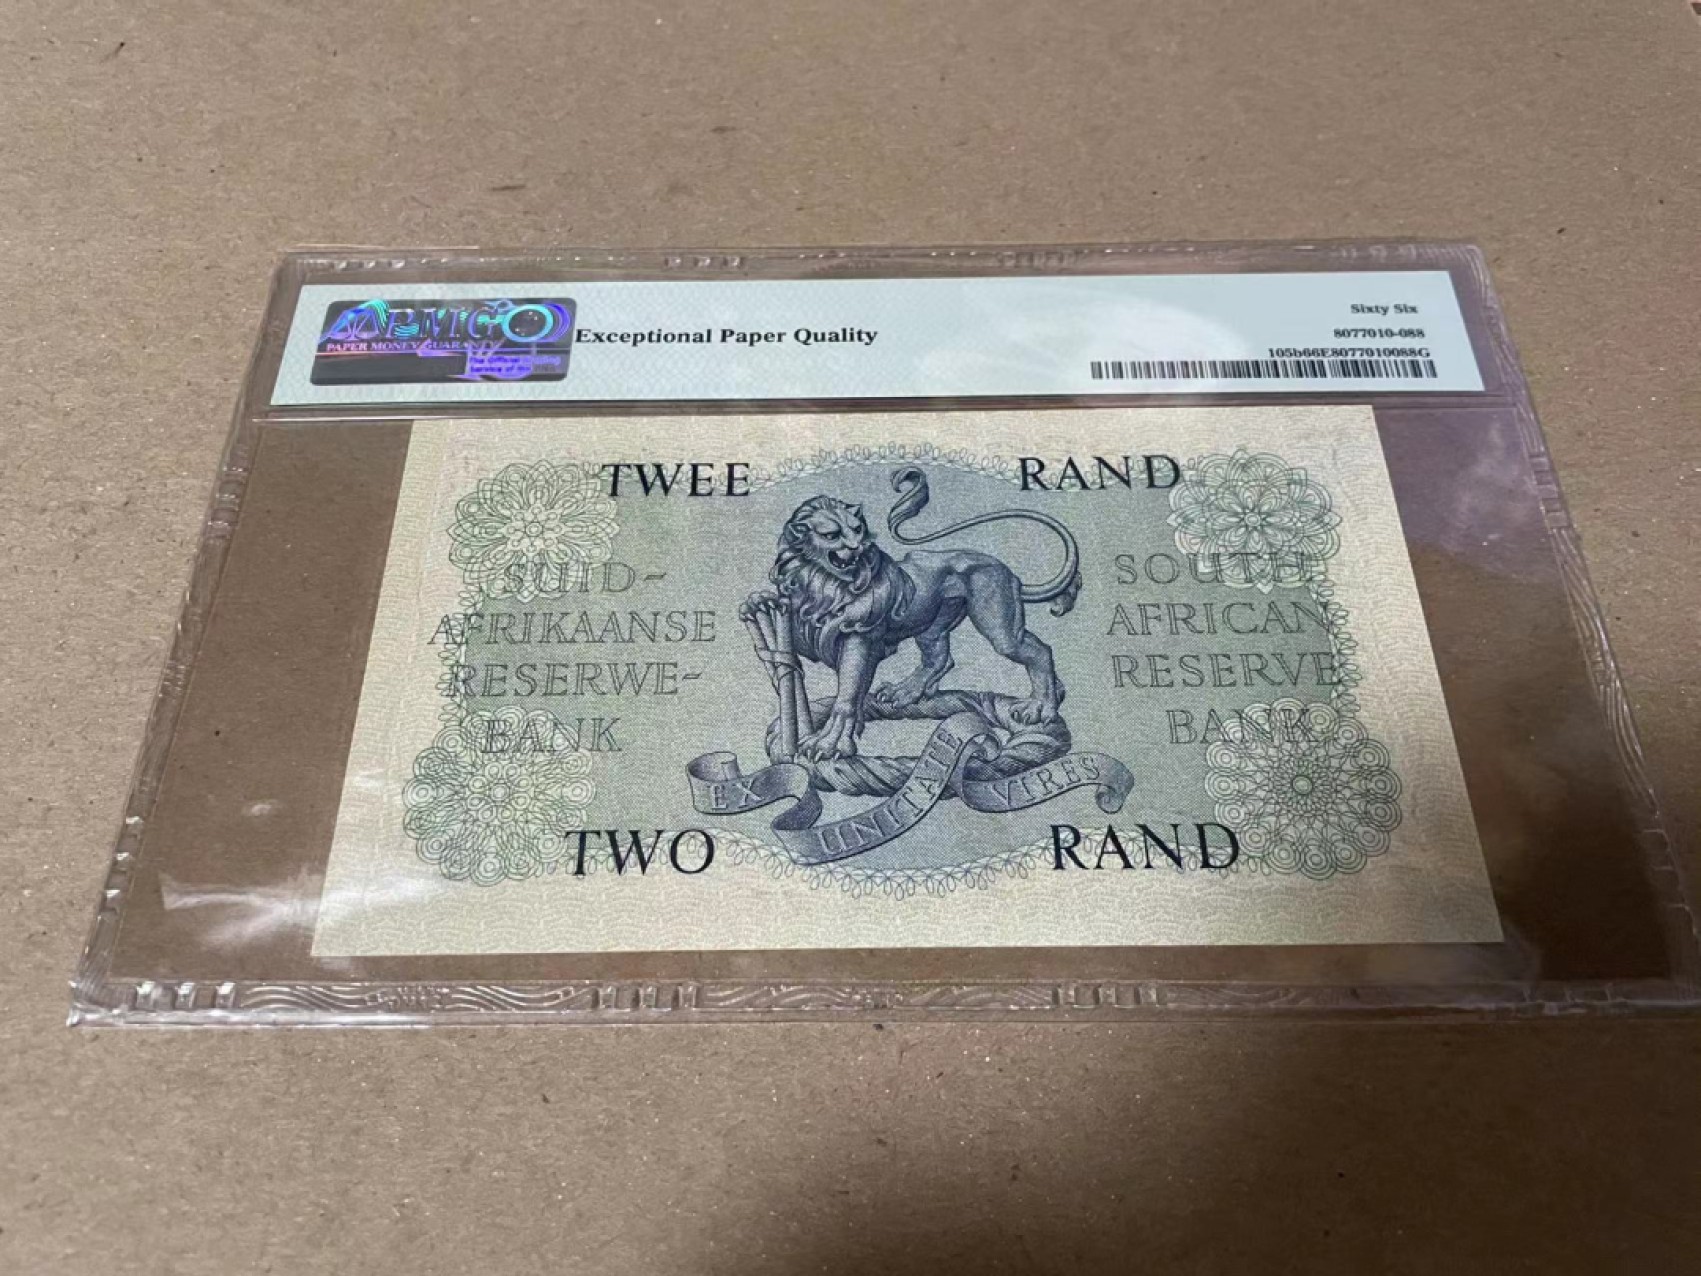 PMG
PAPER MONEY GUARANTY
Exceptional Paper Quality
Sixty Six
8077010-088
105b66E8077010088G
TWEE RAND
SUID-
AFRIKAANSE
RESERWE-
BANK
SOUTH
AFRICAN
RESERVE
BANK
EX UNITATE VIRES
TWO RAND